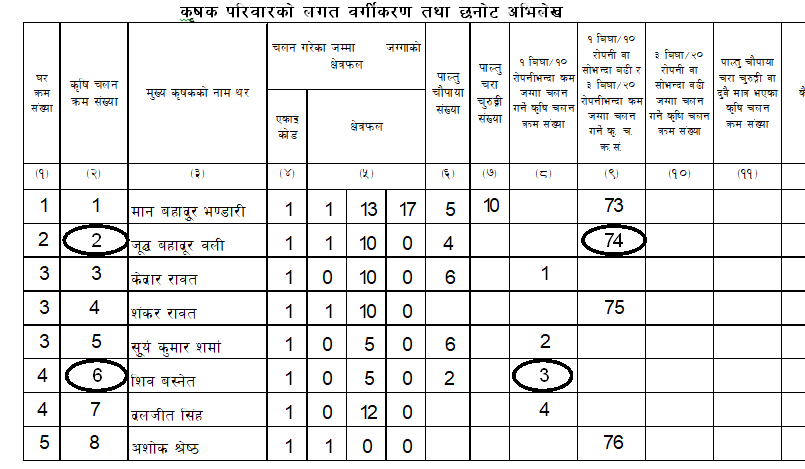 कृषक परिवारको लगत वर्गीकरण तथा छनोट अभिलेख
घर क्रम संख्या
कृषि चलन क्रम संख्या
मुख्य कृषकको नाम थर
चलन गरेका जम्मा जग्गाको क्षेत्रफल
एकाइ कोड
क्षेत्रफल
पाल्तु चौपाया संख्या
पाल्तु चरा चुरुङ्गी संख्या
१ बिघा/१० रोपनीभन्दा कम जग्गा चलन गर्ने कृषि चलन क्रम संख्या
१ बिघा/१० रोपनी वा सोभन्दा बढी र ३ बिघा/२० रोपनीभन्दा कम जग्गा चलन गर्ने कृ. च. क्र.सं.
३ बिघा/२० रोपनी वा सोभन्दा बढी जग्गा चलन गर्ने कृषि चलन क्रम संख्या
पाल्तु चौपाया चरा चुरुङ्गी वा दुवै मात्र भएका कृषि चलन क्रम संख्या
(१) (२) (३) (४) (५) (६) (७) (८) (९) (१०) (११)
1 1 मान बहादुर भण्डारी 1 1 13 17 5 10 73
2 2 जूद्ध बहादूर वली 1 1 10 0 4 74
3 3 केदार रावत 1 0 10 0 6 1
3 4 शंकर रावत 1 1 10 0 75
3 5 सूर्य कुमार शर्मा 1 0 5 0 6 2
4 6 शिव बस्नेत 1 0 5 0 2 3
4 7 दलजीत सिंह 1 0 12 0 4
5 8 अशोक श्रेष्ठ 1 1 0 0 76